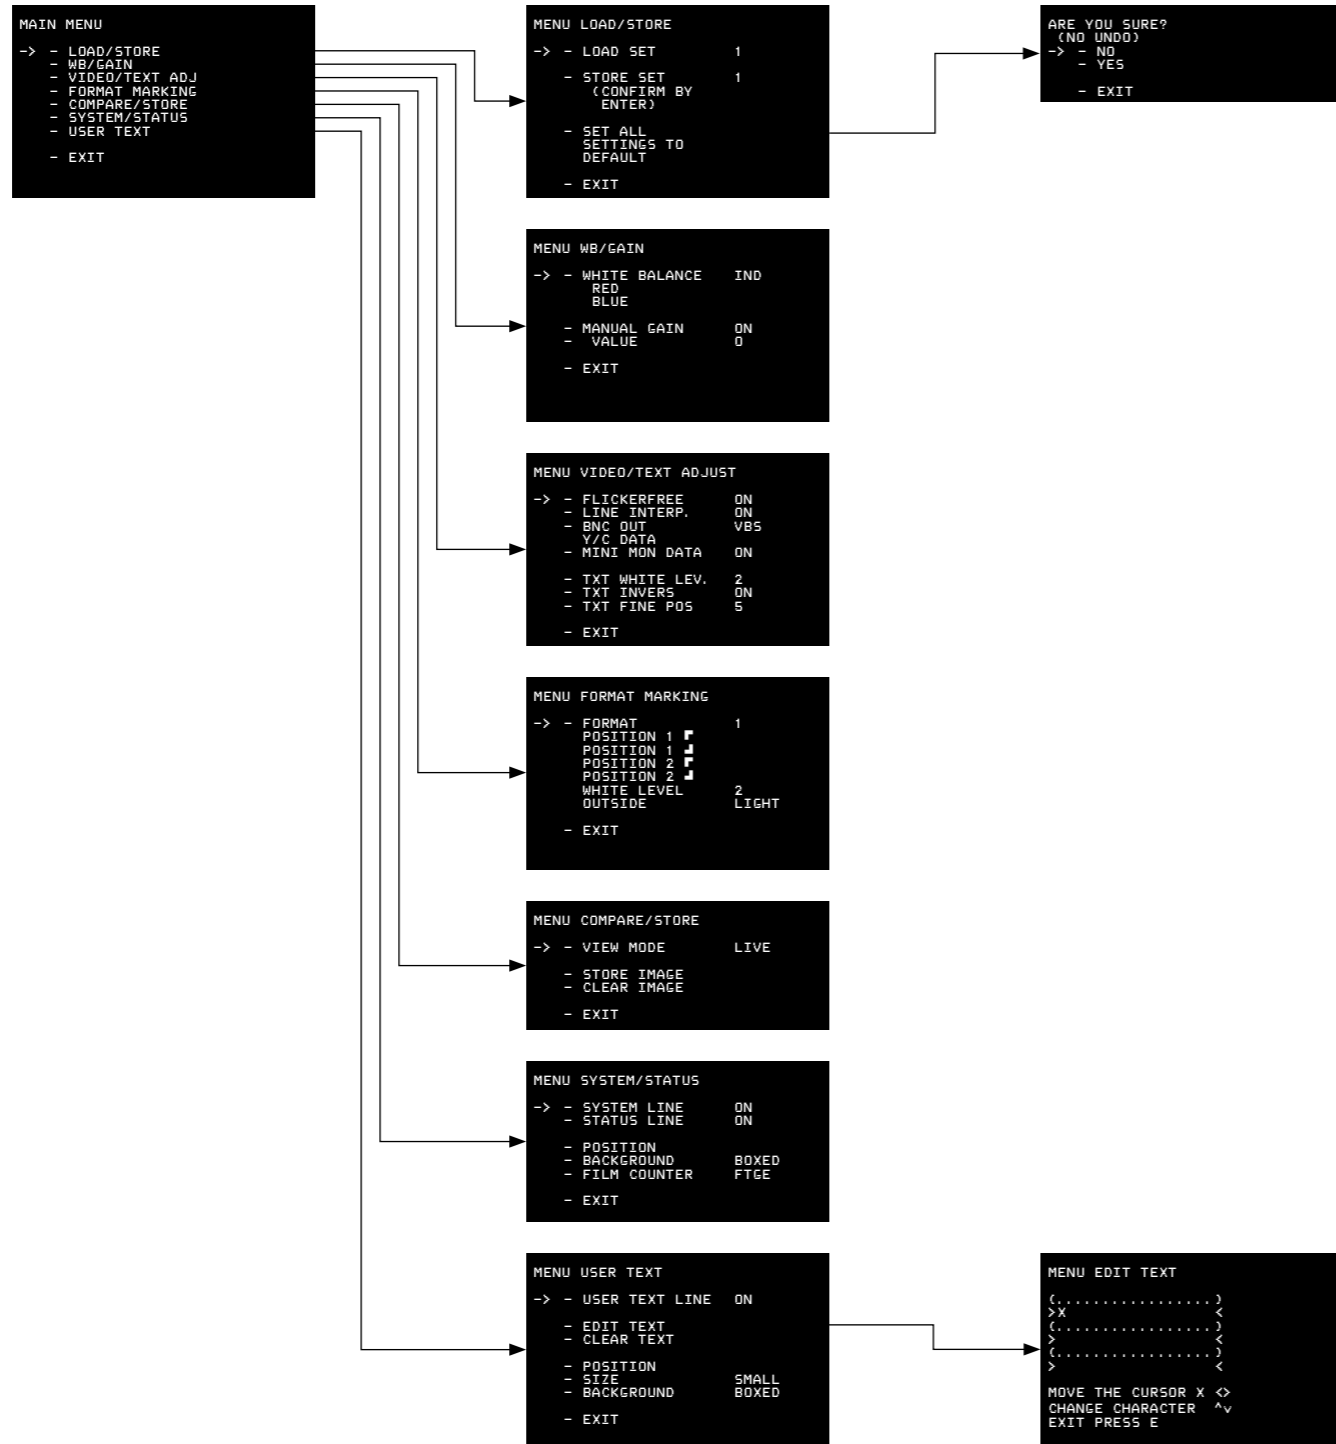 MAIN MENU
-> - LOAD/STORE
- WB/GAIN
- VIDEO/TEXT ADJ
- FORMAT MARKING
- COMPARE/STORE
- SYSTEM/STATUS
- USER TEXT
- EXIT
MENU LOAD/STORE
-> - LOAD SET 1
- STORE SET 1
(CONFIRM BY
ENTER)
- SET ALL
SETTINGS TO
DEFAULT
- EXIT
ARE YOU SURE?
(NO UNDO)
-> - NO
- YES
- EXIT
MENU WB/GAIN
-> - WHITE BALANCE IND
RED
BLUE
- MANUAL GAIN ON
- VALUE 0
- EXIT
MENU VIDEO/TEXT ADJUST
-> - FLICKERFREE ON
- LINE INTERP. ON
- BNC OUT VBS
Y/C DATA
- MINI MON DATA ON
- TXT WHITE LEV. 2
- TXT INVERS ON
- TXT FINE POS 5
- EXIT
MENU FORMAT MARKING
-> - FORMAT 1
POSITION 1 ┏
POSITION 1 ┛
POSITION 2 ┏
POSITION 2 ┛
WHITE LEVEL 2
OUTSIDE LIGHT
- EXIT
MENU COMPARE/STORE
-> - VIEW MODE LIVE
- STORE IMAGE
- CLEAR IMAGE
- EXIT
MENU SYSTEM/STATUS
-> - SYSTEM LINE ON
- STATUS LINE ON
- POSITION
- BACKGROUND BOXED
- FILM COUNTER FTGE
- EXIT
MENU USER TEXT
-> - USER TEXT LINE ON
- EDIT TEXT
- CLEAR TEXT
- POSITION
- SIZE SMALL
- BACKGROUND BOXED
- EXIT
MENU EDIT TEXT
(.................)
>X <
(.................)
> <
(.................)
> <
MOVE THE CURSOR X <>
CHANGE CHARACTER ^v
EXIT PRESS E